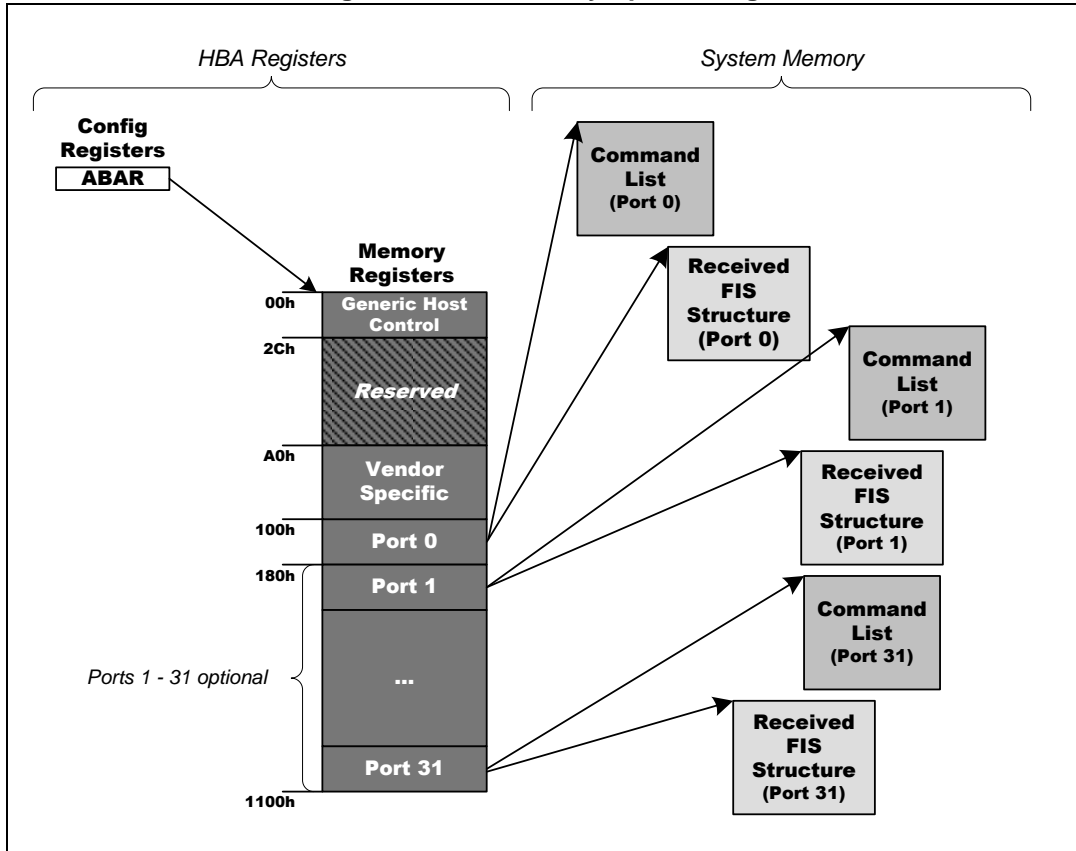 HBA Registers
System Memory
Config
Registers
ABAR
Memory
Registers
00h
Generic Host
Control
2Ch
Reserved
A0h
Vendor
Specific
100h
Port 0
180h
Port 1
Ports 1 - 31 optional
...
Port 31
1100h
Command
List
(Port 0)
Received
FIS
Structure
(Port 0)
Command
List
(Port 1)
Received
FIS
Structure
(Port 1)
Command
List
(Port 31)
Received
FIS
Structure
(Port 31)